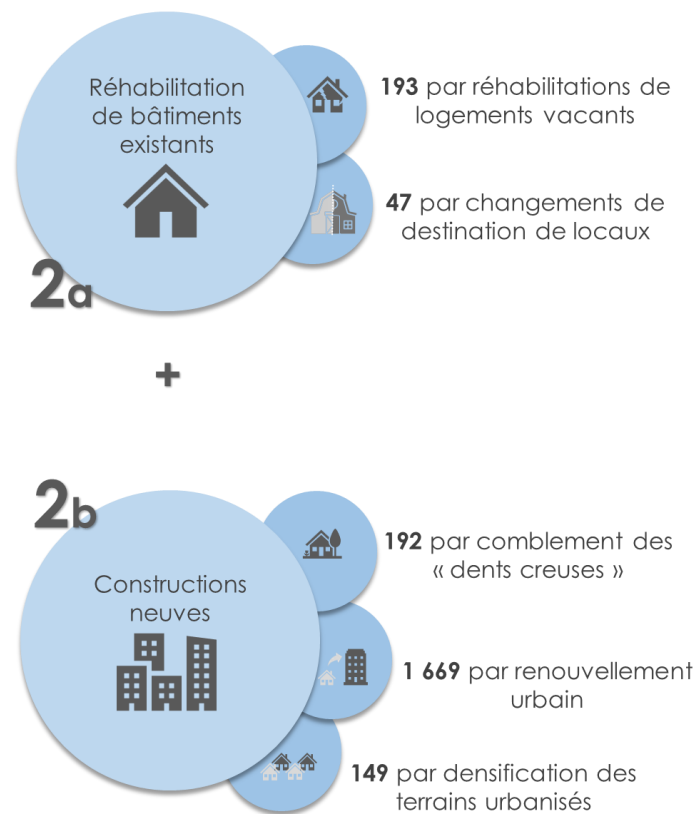 Réhabilitation
de bâtiments
existants
193 par réhabilitations de
logements vacants
47 par changements de
destination de locaux
2a
+
2b
Constructions
neuves
192 par comblement des
« dents creuses »
1 669 par renouvellement
urbain
149 par densification des
terrains urbanisés